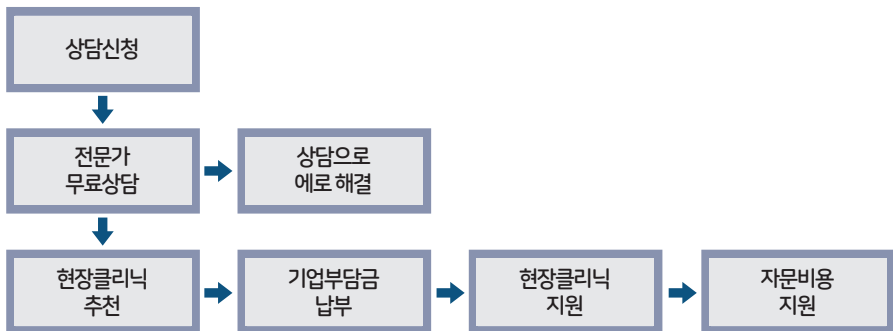 상담신청
전문가
무료상담
상담으로
에로 해결
현장클리닉
추천
기업부담금
납부
현장클리닉
지원
자문비용
지원